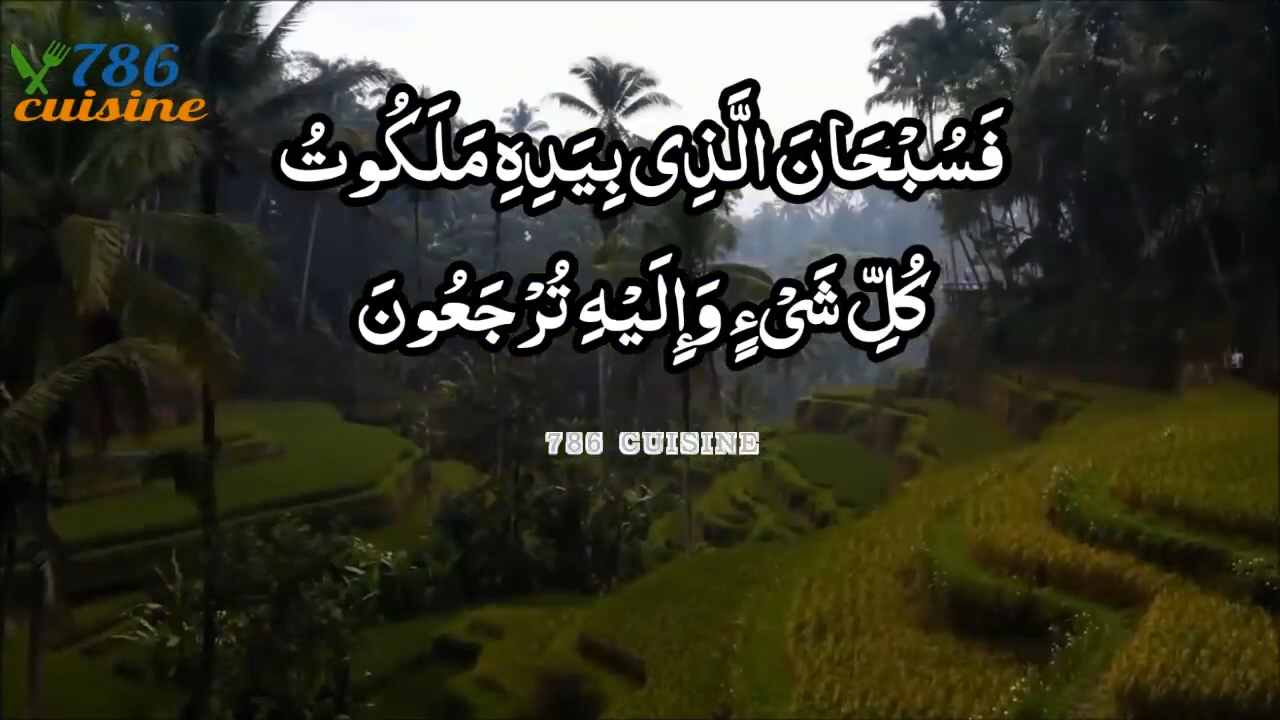 786
cuisine
فَسُبْحَانَ الَّذِی بِيَدِهِ مَلَكُوتُ
كُلِّ شَیْءٍ وَإِلَيْهِ تُرْجَعُونَ
786 CUISINE